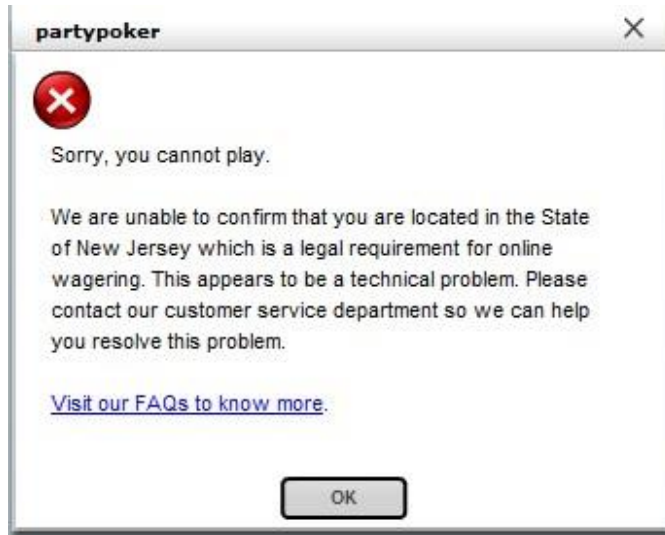 partypoker
Sorry, you cannot play.
We are unable to confirm that you are located in the State
of New Jersey which is a legal requirement for online
wagering. This appears to be a technical problem. Please
contact our customer service department so we can help
you resolve this problem.
Visit our FAQs to know more.
OK